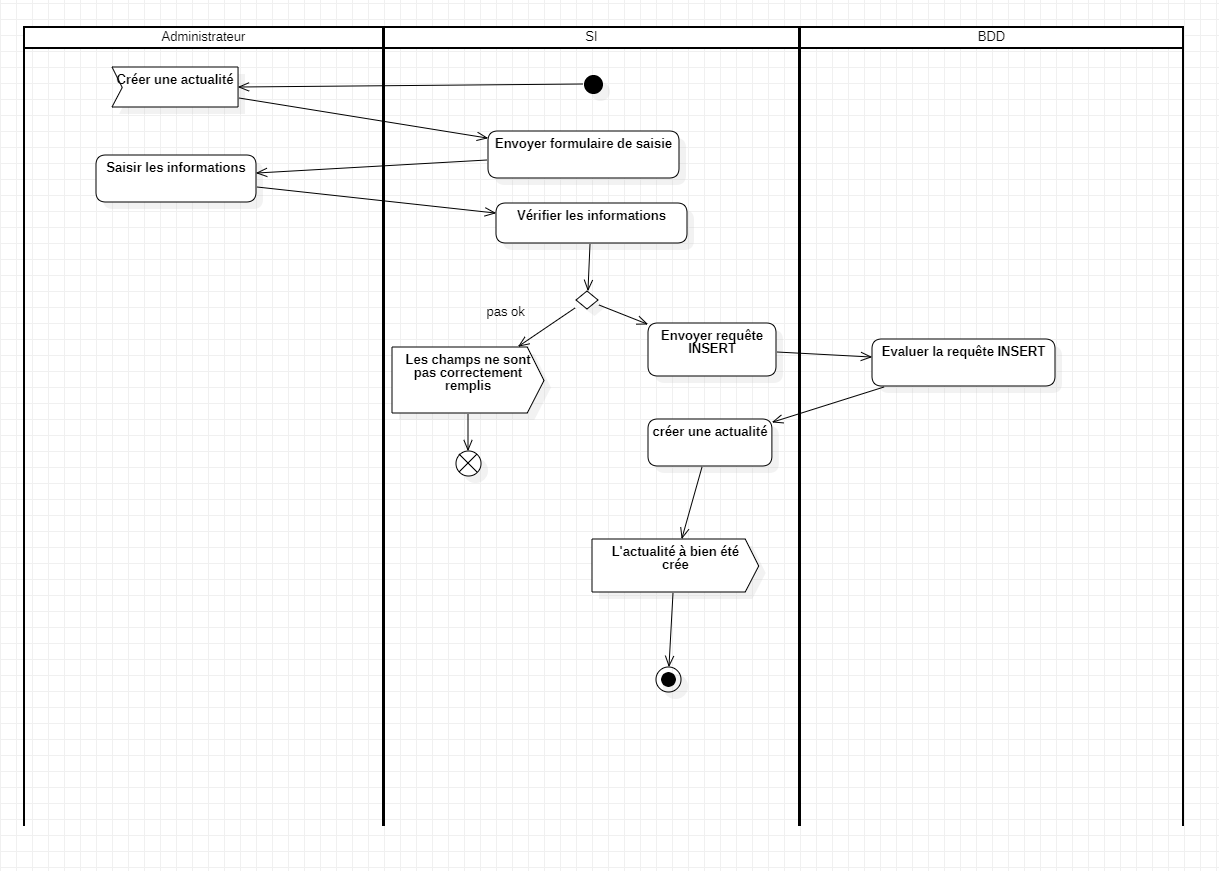 Administrateur
SI
BDD
Créer une actualité
Envoyer formulaire de saisie
Saisir les informations
Vérifier les informations
pas ok
Envoyer requête
INSERT
Evaluer la requête INSERT
Les champs ne sont
pas correctement
remplis
créer une actualité
L'actualité à bien été
crée